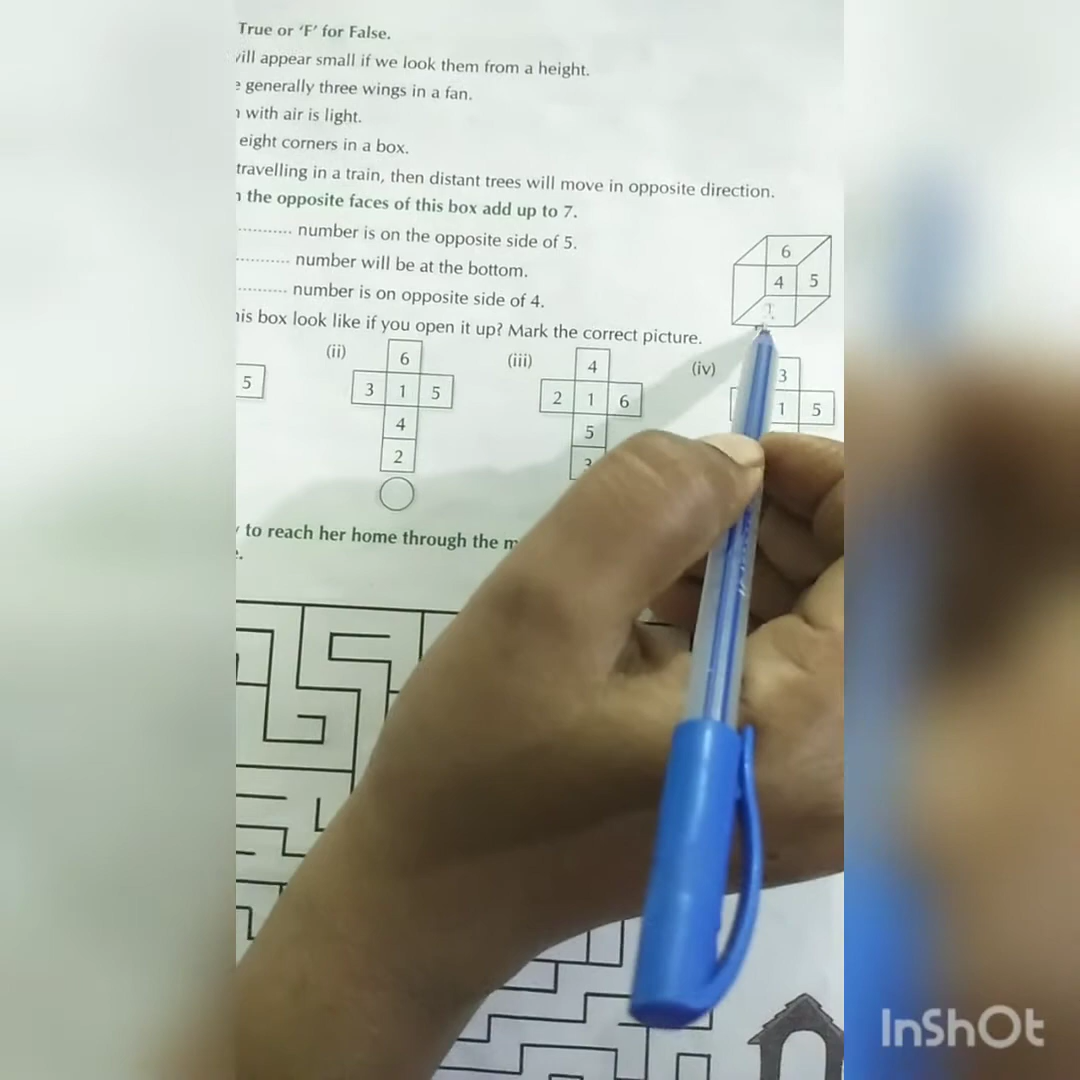 True or 'F' for False.
will appear small if we look them from a height.
e generally three wings in a fan.
with air is light.
eight corners in a box.
travelling in a train, then distant trees will move in opposite direction.
the opposite faces of this box add up to 7.
........... number is on the opposite side of 5.
........... number will be at the bottom.
........... number is on opposite side of 4.
his box look like if you open it up? Mark the correct picture.
6
4 5
5
(ii)
6
3 1 5
4
2
(iii)
4
2 1 6
5
(iv)
3
1 5
to reach her home through the
InShOt